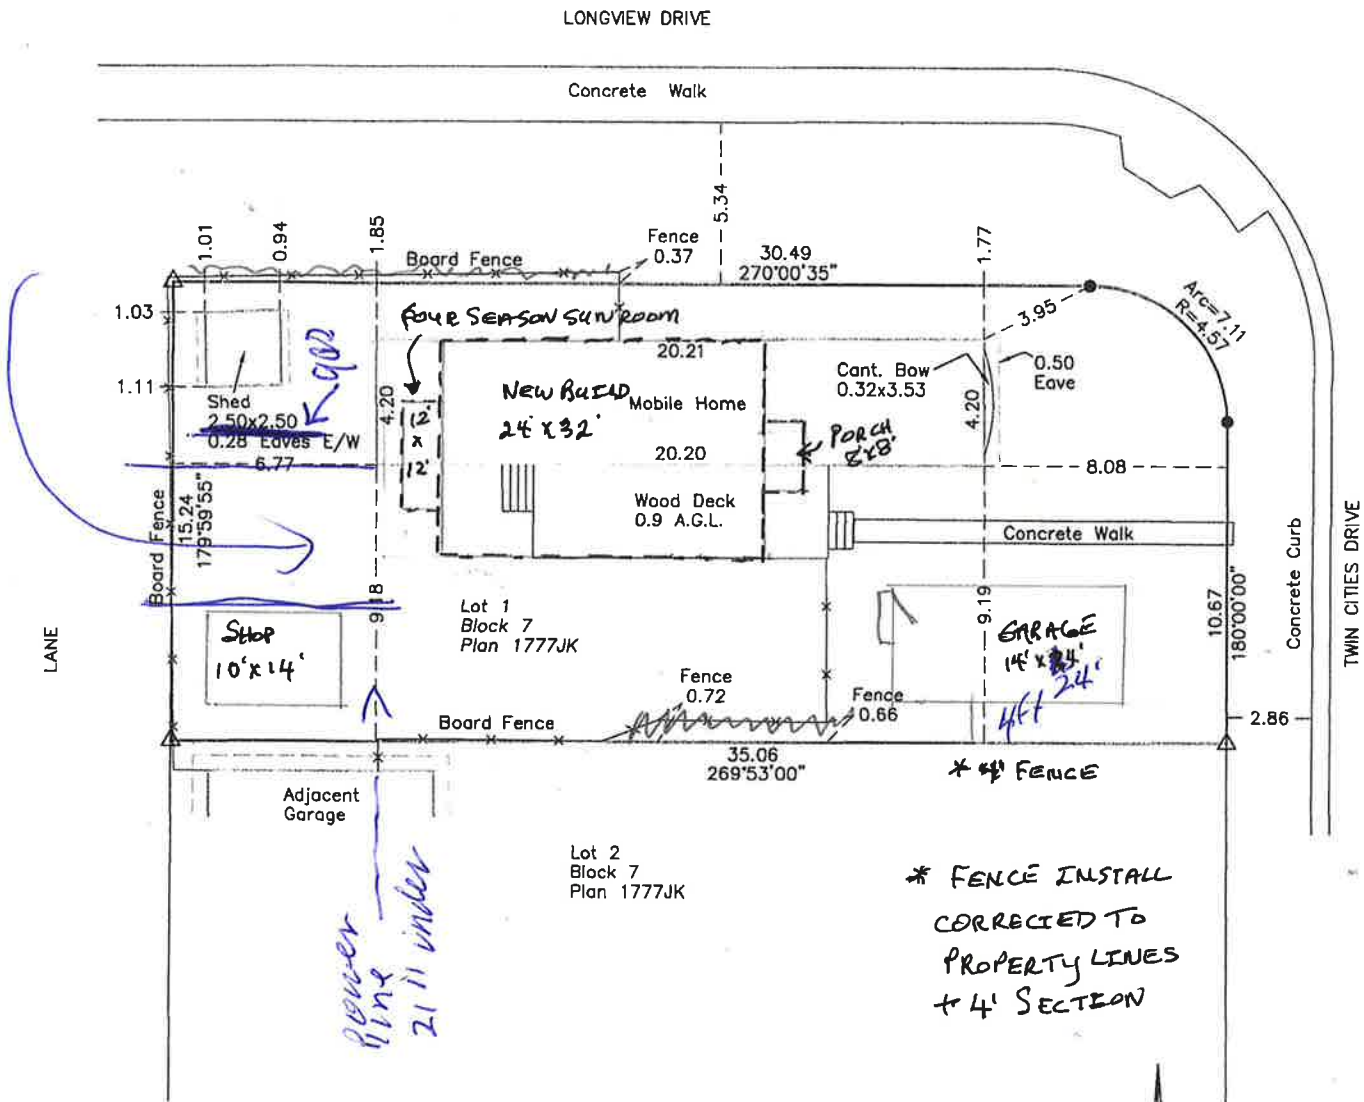 LONGVIEW DRIVE
Concrete Walk
5.34
1.01
0.94
1.85
Board Fence
Fence
0.37
30.49
270°00'35"
1.77
Arc=7.11
R=4.57
3.95
1.03
1.11
FOUR SEASON SUNROOM
20.21
Cant. Bow
0.32x3.53
0.50
Eave
Shed
2.50x2.50
0.28 Eaves E/W
6.77
4.20
12'
x
12'
NEW BUILD
24' x 32'
Mobile Home
20.20
4.20
PORCH
8'x8'
8.08
Wood Deck
0.9 A.G.L.
Concrete Walk
Board Fence
15.24
179°59'55"
LANE
9.18
Lot 1
Block 7
Plan 1777JK
SHOP
10' x 14'
9.19
GARAGE
14' x 24'
24'
4ft
10.67
180°00'00"
Concrete Curb
TWIN CITIES DRIVE
Fence
0.72
Fence
0.66
2.86
Board Fence
35.06
269°53'00"
* 4' FENCE
Adjacent
Garage
Power
line
21" under
Lot 2
Block 7
Plan 1777JK
* FENCE INSTALL
CORRECTED TO
PROPERTY LINES
+ 4' SECTION